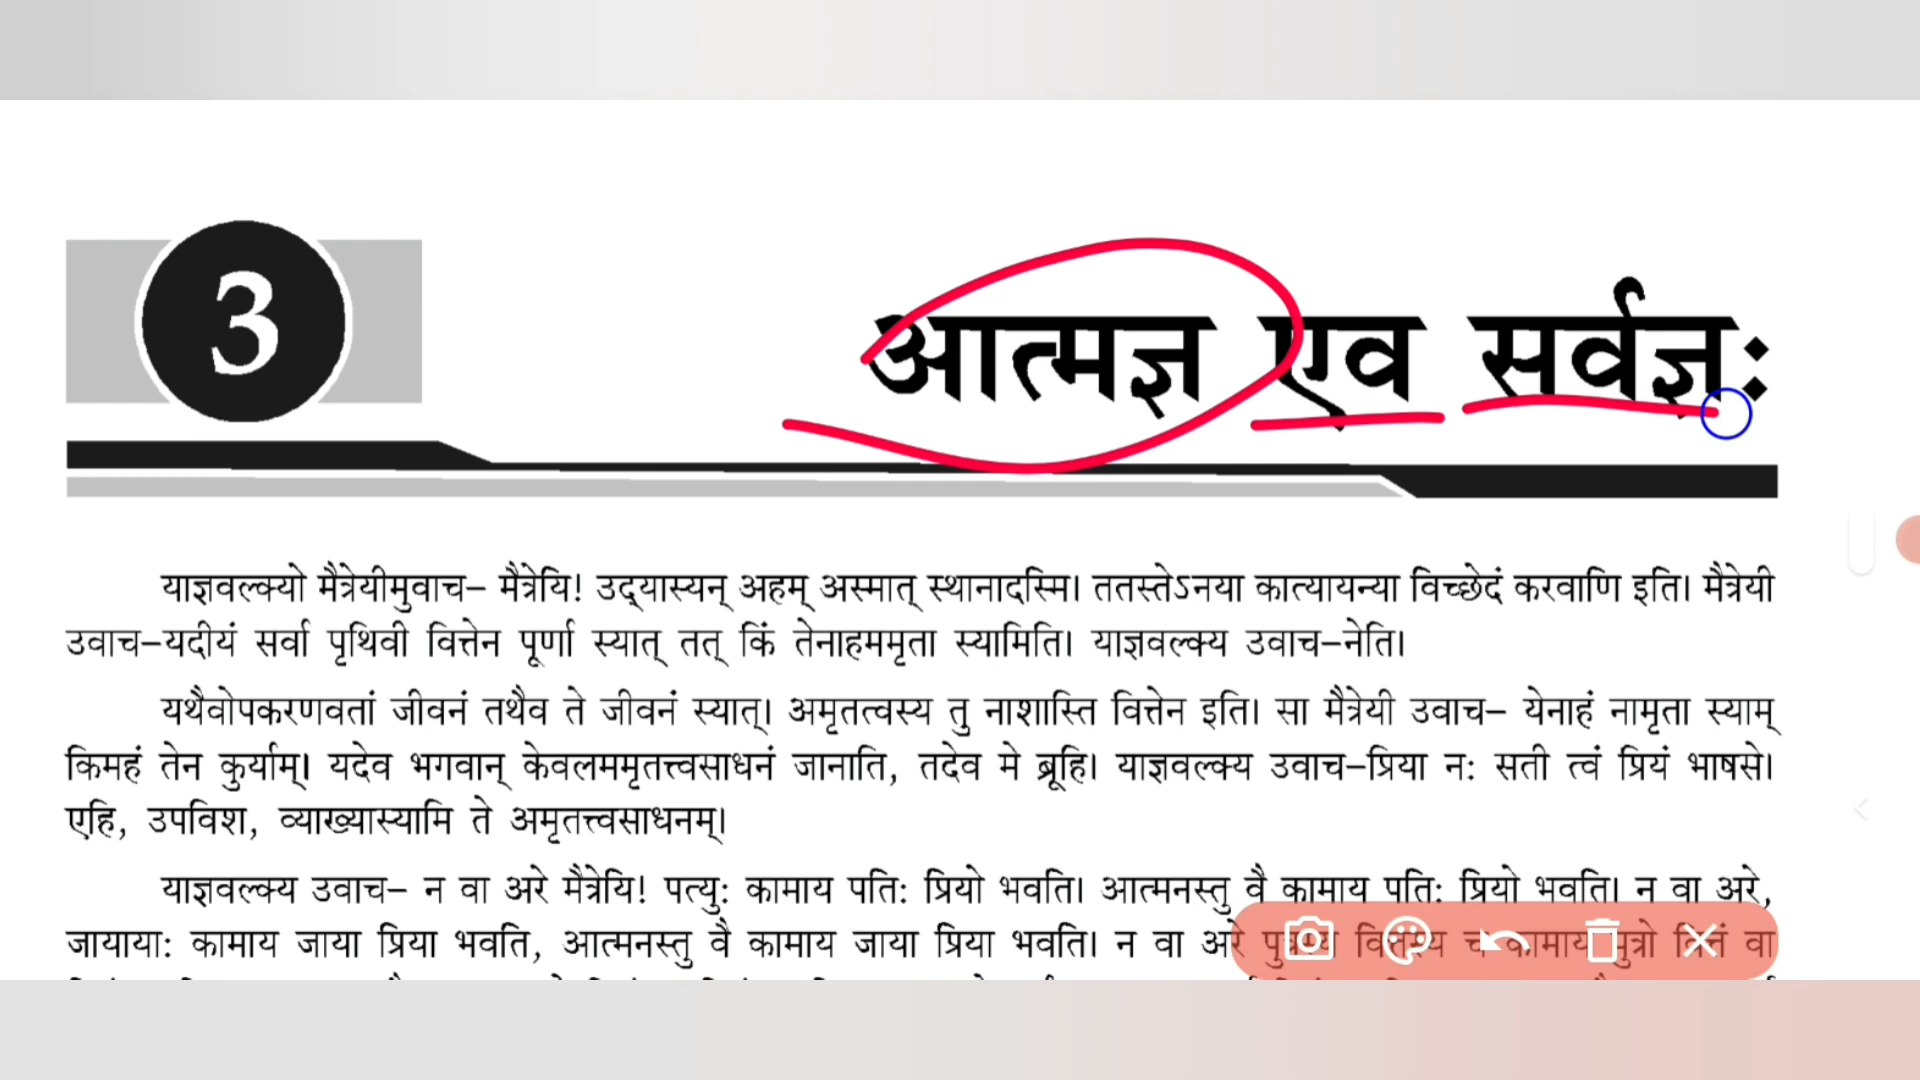 3
आत्मज्ञ एव सर्वज्ञः
याज्ञवल्क्यो मैत्रेयीमुवाच– मैत्रेयि! उद्यास्यन् अहम् अस्मात् स्थानादस्मि। ततस्तेऽनया कात्यायन्या विच्छेदं करवाणि इति। मैत्रेयी
उवाच–यदीयं सर्वा पृथिवी वित्तेन पूर्णा स्यात् तत् किं तेनाहममृता स्यामिति। याज्ञवल्क्य उवाच–नेति।
यथैवोपकरणवतां जीवनं तथैव ते जीवनं स्यात्। अमृतत्वस्य तु नाशास्ति वित्तेन इति। सा मैत्रेयी उवाच– येनाहं नामृता स्याम्
किमहं तेन कुर्याम्। यदेव भगवान् केवलममृतत्त्वसाधनं जानाति, तदेव मे ब्रूहि। याज्ञवल्क्य उवाच–प्रिया नः सती त्वं प्रियं भाषसे।
एहि, उपविश, व्याख्यास्यामि ते अमृतत्त्वसाधनम्।
याज्ञवल्क्य उवाच– न वा अरे मैत्रेयि! पत्युः कामाय पतिः प्रियो भवति। आत्मनस्तु वै कामाय पतिः प्रियो भवति। न वा अरे,
जायायाः कामाय जाया प्रिया भवति, आत्मनस्तु वै कामाय जाया प्रिया भवति। न वा अरे च कामाय वा